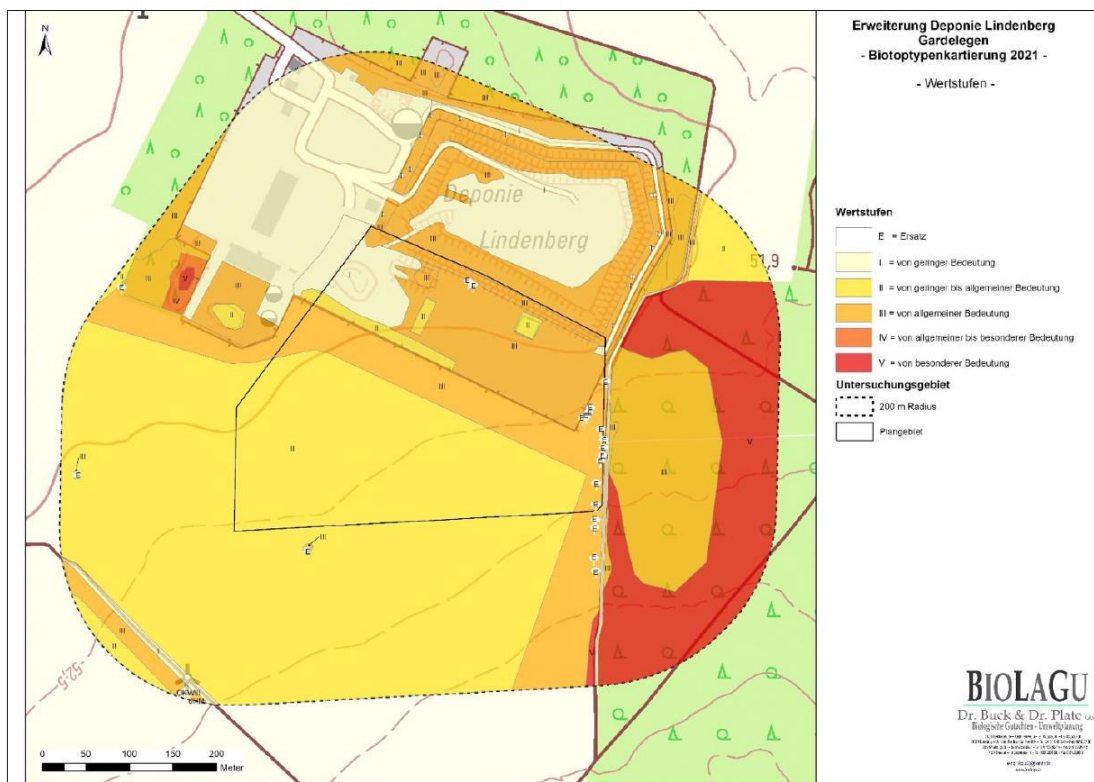 Erweiterung Deponie Lindenberg
Gardelegen
- Biotoptypenkartierung 2021 -
- Wertstufen -
N
Deponie
Lindenberg
51,9
52,5
Wertstufen
E = Ersatz
I = von geringer Bedeutung
II = von geringer bis allgemeiner Bedeutung
III = von allgemeiner Bedeutung
IV = von allgemeiner bis besonderer Bedeutung
V = von besonderer Bedeutung
Untersuchungsgebiet
200 m Radius
Plangebiet
0 50 100 150 200
Meter
BIOLAGU
Dr. Buck & Dr. Plate
Biologische Gutachten - Umweltplanung